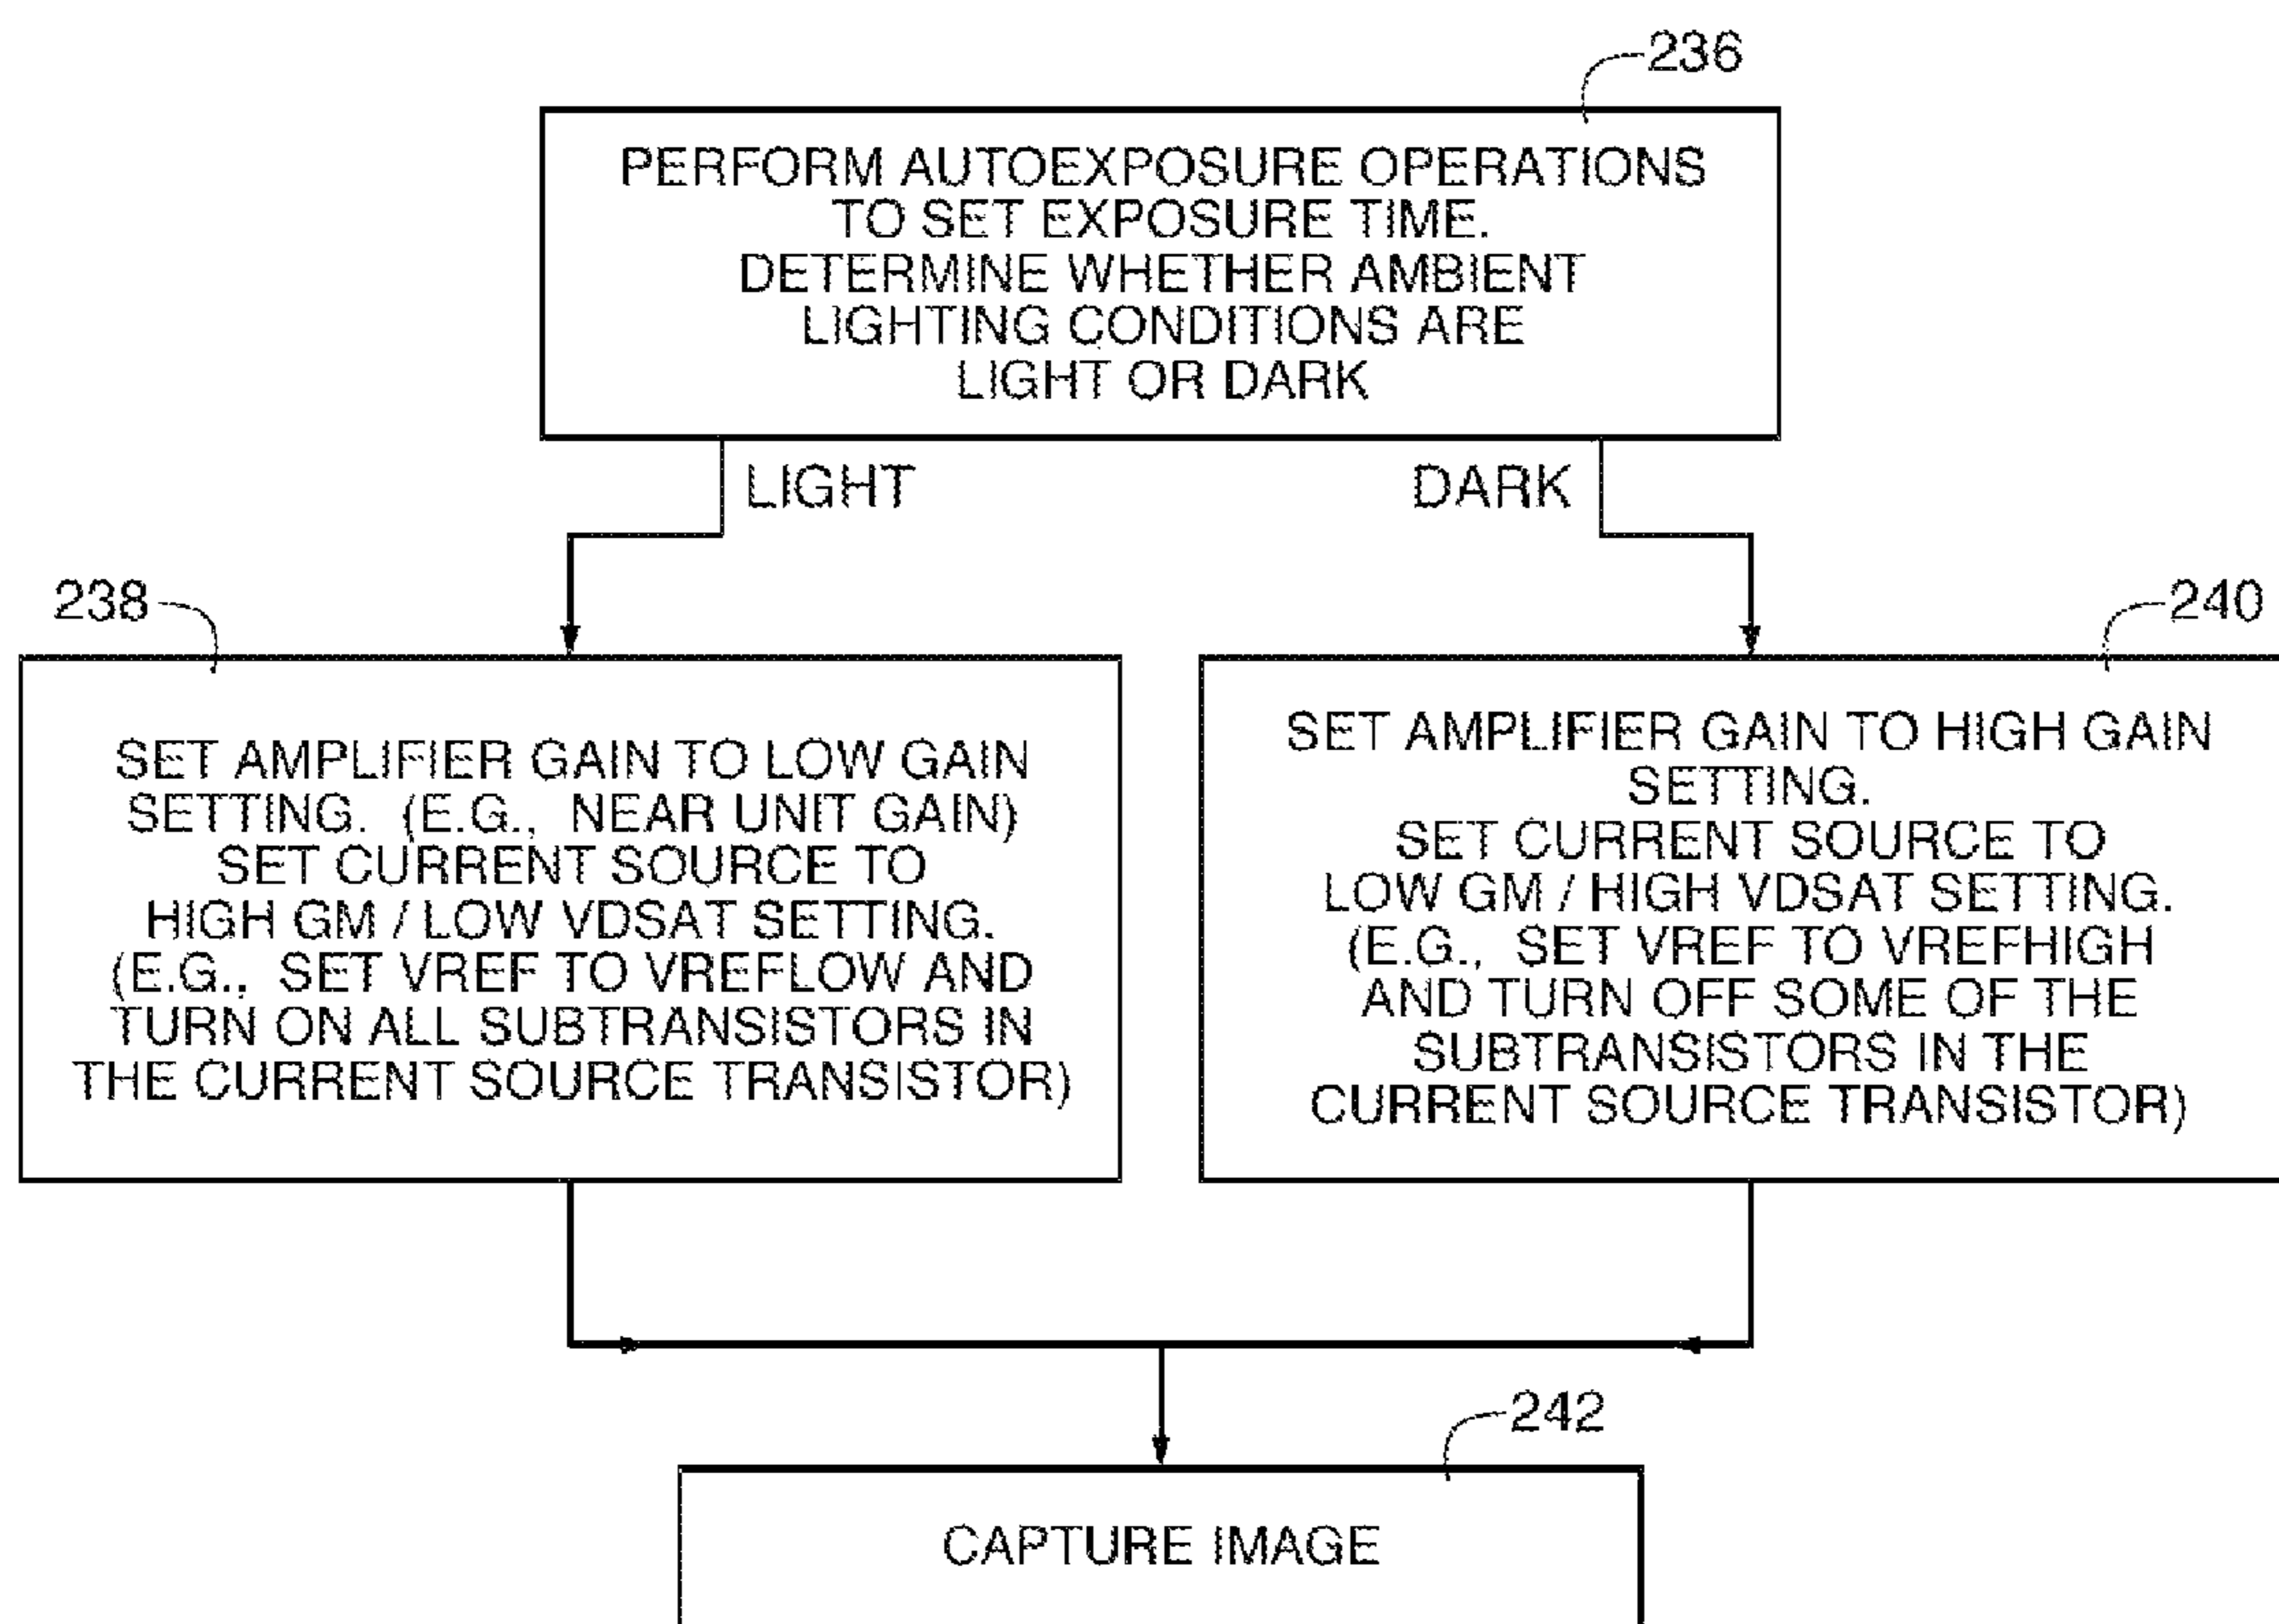 236
PERFORM AUTOEXPOSURE OPERATIONS
TO SET EXPOSURE TIME.
DETERMINE WHETHER AMBIENT
LIGHTING CONDITIONS ARE
LIGHT OR DARK
LIGHT
DARK
238
SET AMPLIFIER GAIN TO LOW GAIN
SETTING. (E.G., NEAR UNIT GAIN)
SET CURRENT SOURCE TO
HIGH GM / LOW VDSAT SETTING.
(E.G., SET VREF TO VREFLOW AND
TURN ON ALL SUBTRANSISTORS IN
THE CURRENT SOURCE TRANSISTOR)
240
SET AMPLIFIER GAIN TO HIGH GAIN
SETTING.
SET CURRENT SOURCE TO
LOW GM / HIGH VDSAT SETTING.
(E.G., SET VREF TO VREFHIGH
AND TURN OFF SOME OF THE
SUBTRANSISTORS IN THE
CURRENT SOURCE TRANSISTOR)
242
CAPTURE IMAGE